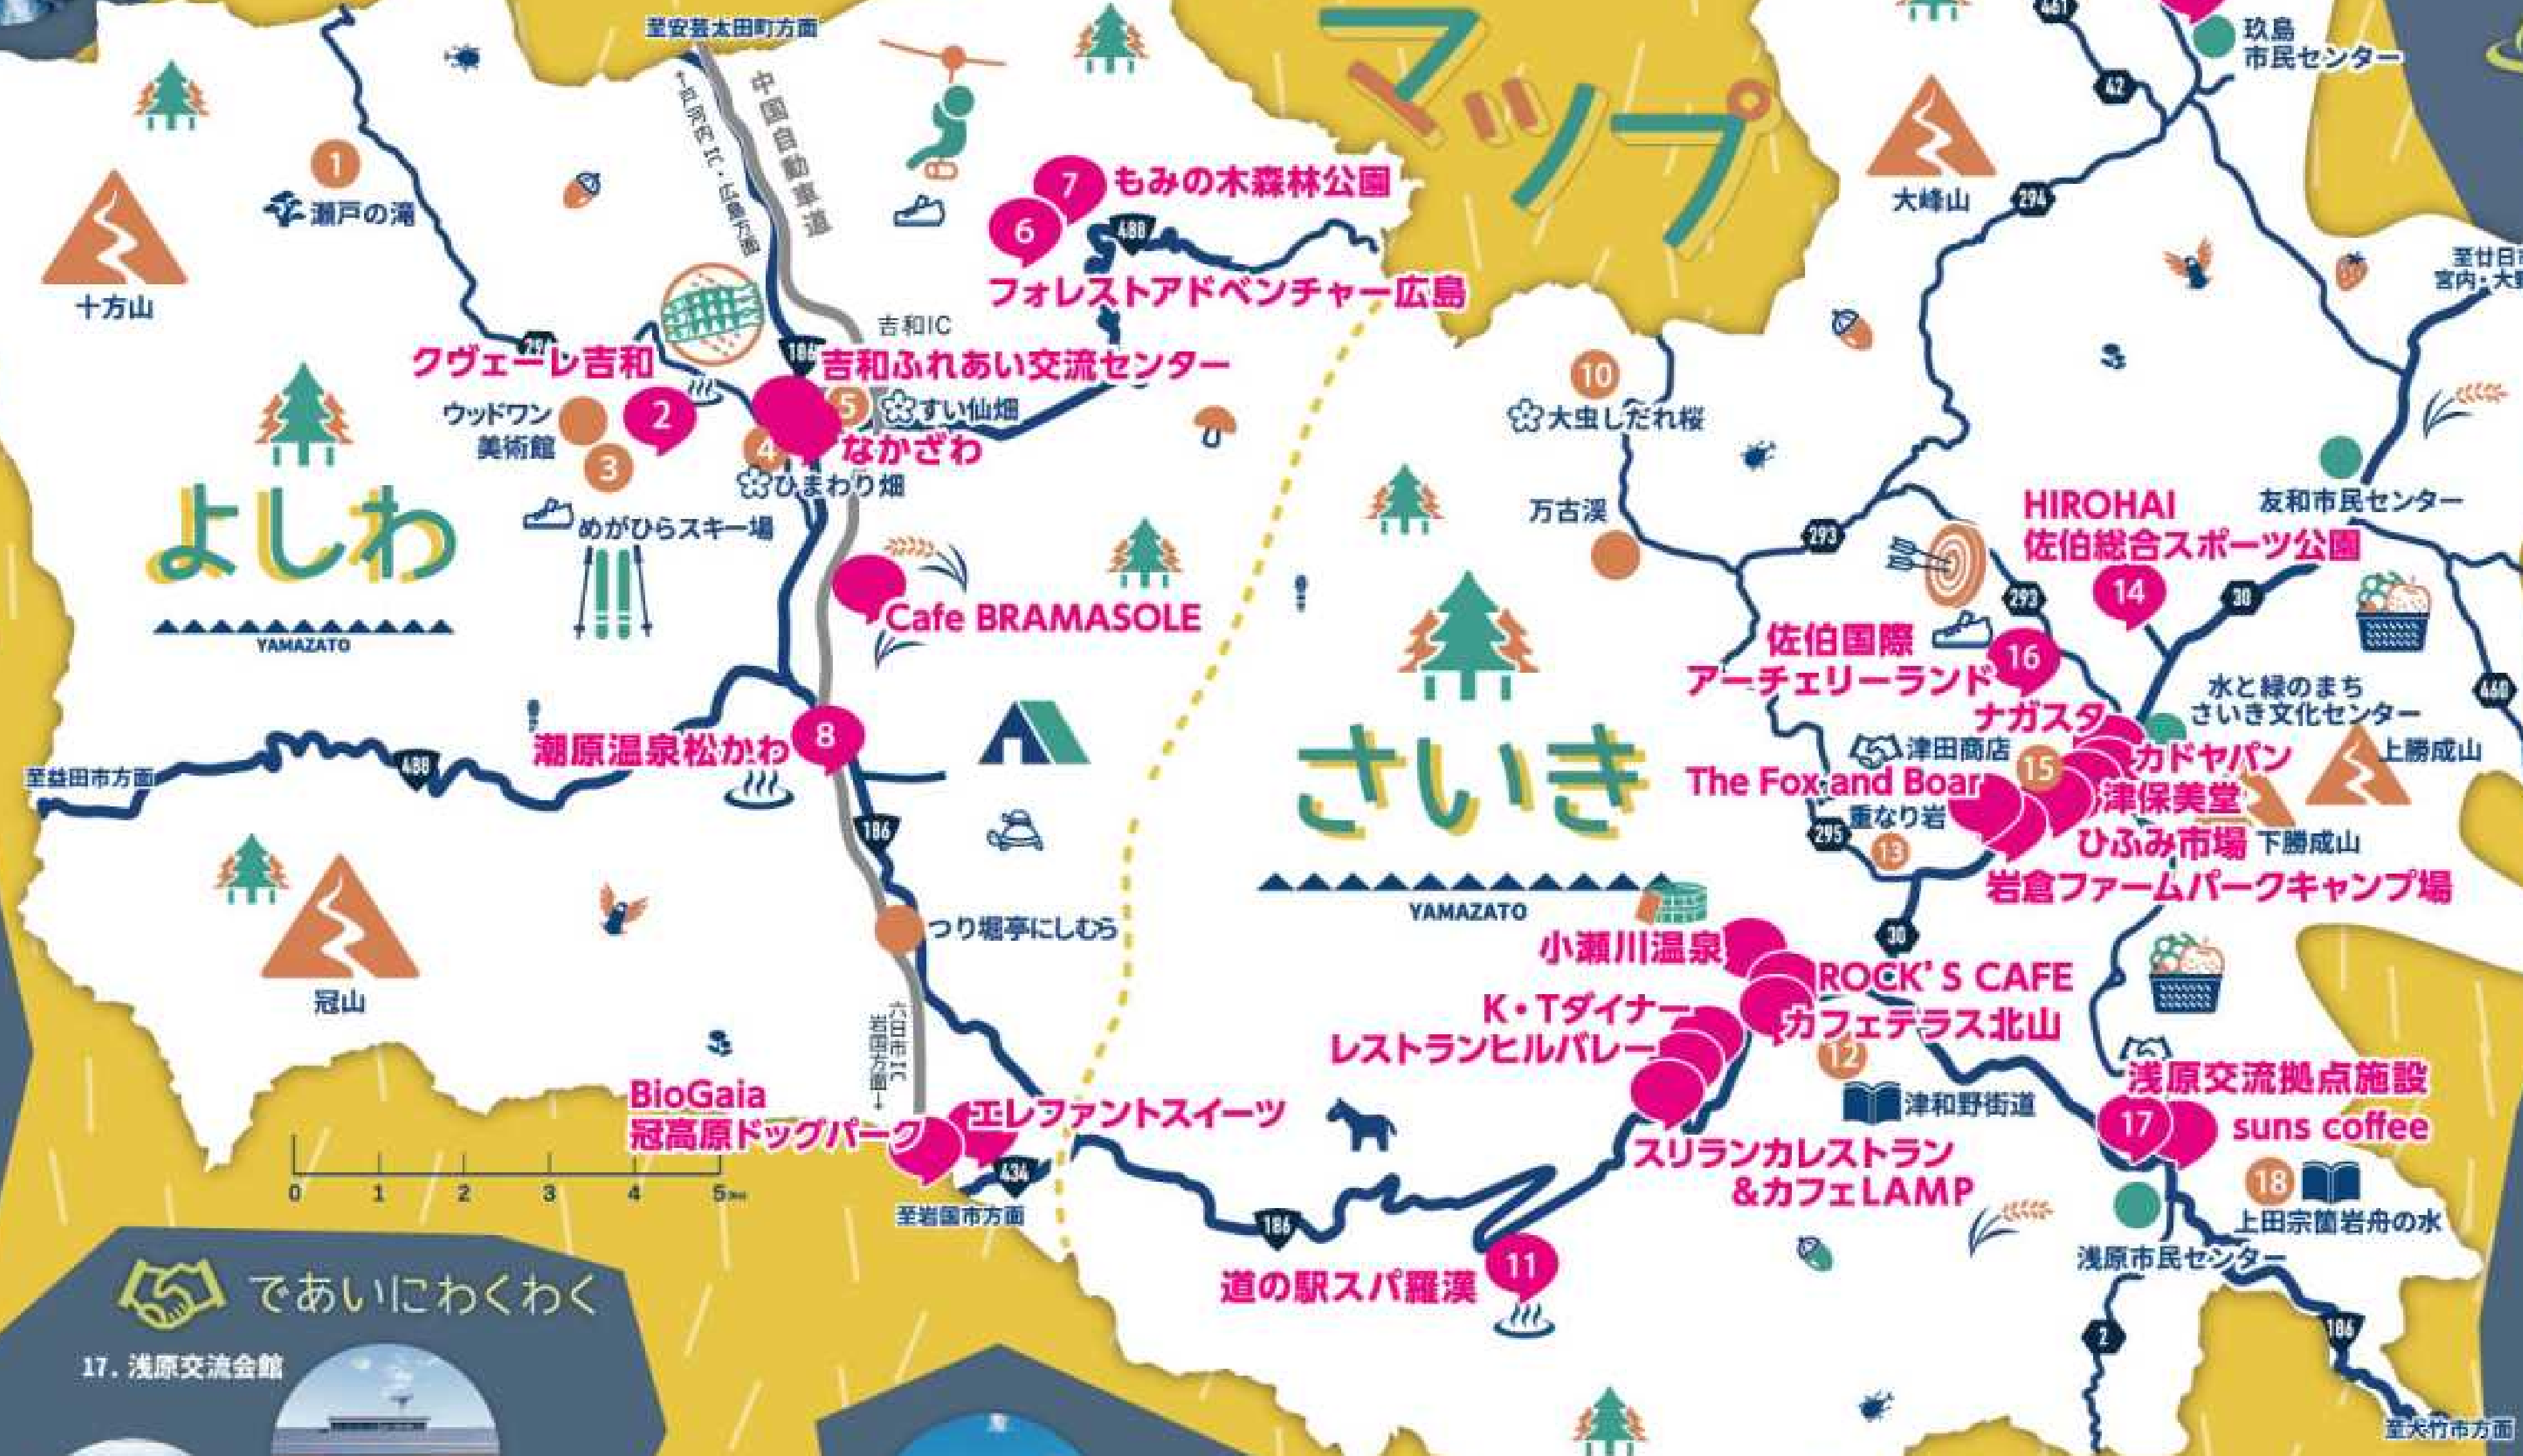 至安芸太田町方面
マップ
461
玖島
市民センター
中国自動車道
42
1
瀬戸の滝
十方山
7
もみの木森林公園
6
488
フォレストアドベンチャー広島
大峰山
294
吉和IC
186
吉和ふれあい交流センター
クヴェーレ吉和
ウッドワン
美術館
2
3
5
すい仙畑
4
なかざわ
ひまわり畑
めがひらスキー場
よしわ
YAMAZATO
Cafe BRAMASOLE
10
大虫しだれ桜
万古渓
293
友和市民センター
HIROHAI
佐伯総合スポーツ公園
14
293
30
佐伯国際
アーチェリーランド
16
460
水と緑のまち
さいき文化センター
ナガスタ
津田商店
15
カドヤパン
上勝成山
The Fox and Boar
津保美堂
重なり岩
295
13
ひふみ市場
下勝成山
岩倉ファームパークキャンプ場
30
さいき
YAMAZATO
8
潮原温泉松かわ
至益田市方面
488
186
つり堀亭にしむら
冠山
六日市IC
岩国方面→
小瀬川温泉
ROCK'S CAFE
K・Tダイナー
カフェテラス北山
レストランヒルバレー
12
津和野街道
スリランカレストラン
&カフェLAMP
浅原交流拠点施設
17
suns coffee
18
上田宗箇岩舟の水
浅原市民センター
BioGaia
冠高原ドッグパーク
エレファントスイーツ
434
至岩国市方面
0 1 2 3 4 5km
186
11
道の駅スパ羅漢
2
186
至大竹市方面
であいにわくわく
17. 浅原交流会館